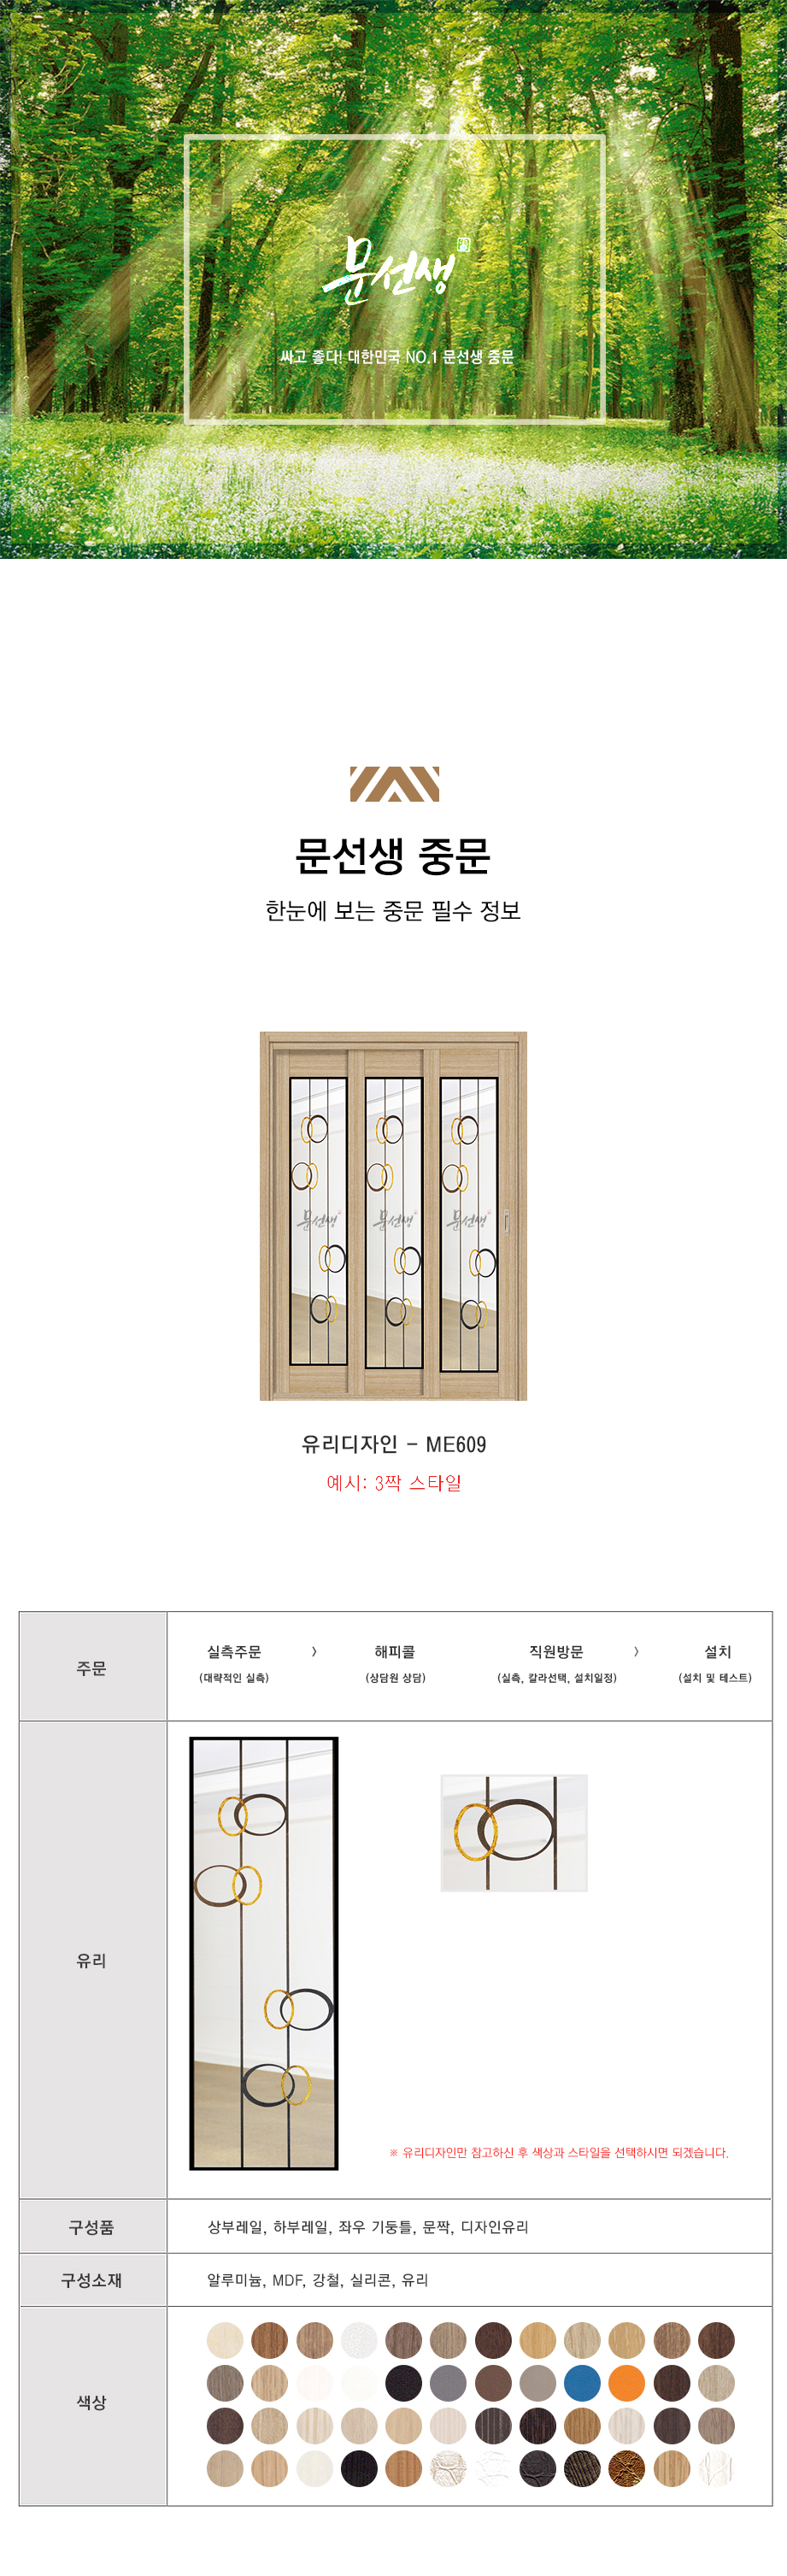 문선생
싸고 좋다! 대한민국 NO.1 문선생 중문
문선생 중문
한눈에 보는 중문 필수 정보
문선생 문선생 문선생
유리디자인 - ME609
예시: 3짝 스타일
주문
실측주문 > 해피콜 직원방문 > 설치
(대략적인 실측) (상담원 상담) (실측, 칼라선택, 설치일정) (설치 및 테스트)
유리
※ 유리디자인만 참고하신 후 색상과 스타일을 선택하시면 되겠습니다.
구성품
상부레일, 하부레일, 좌우 기둥틀, 문짝, 디자인유리
구성소재
알루미늄, MDF, 강철, 실리콘, 유리
색상